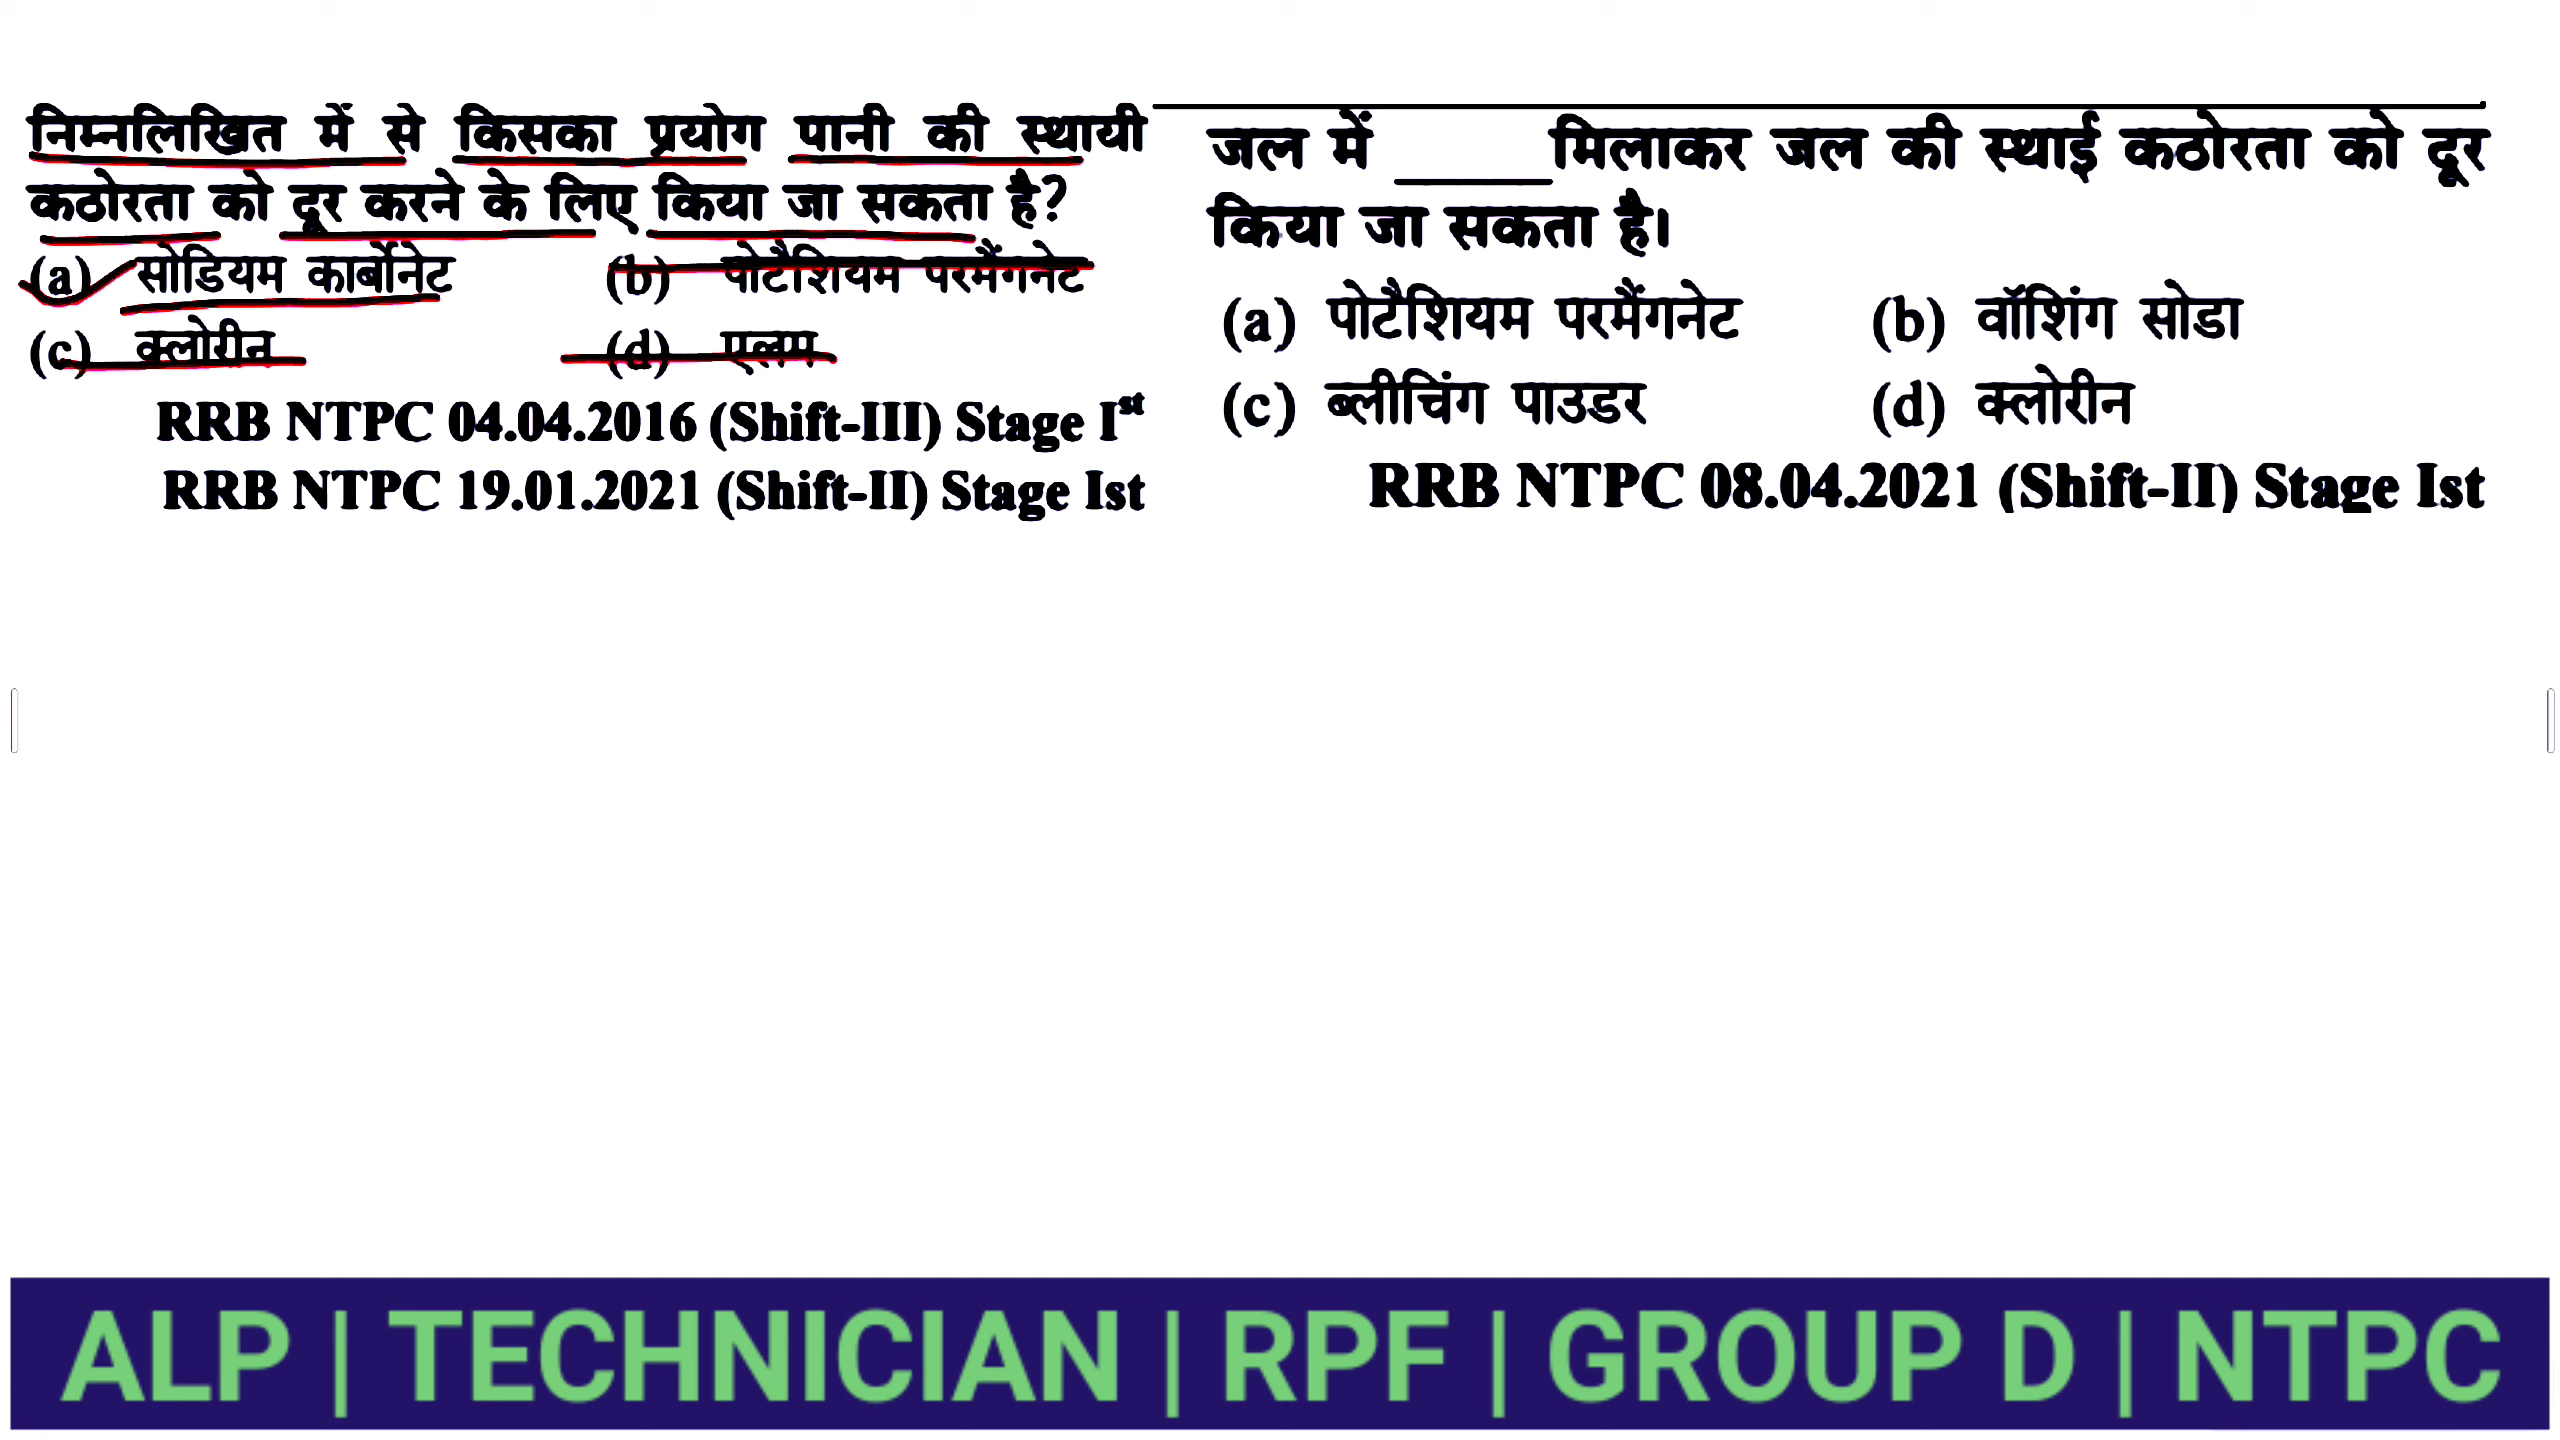 निम्नलिखित में से किसका प्रयोग पानी की स्थायी
कठोरता को दूर करने के लिए किया जा सकता है?
(a) सोडियम कार्बोनेट (b) पोटैशियम परमैंगनेट
(c) क्लोरीन (d) एलम
RRB NTPC 04.04.2016 (Shift-III) Stage Ist
RRB NTPC 19.01.2021 (Shift-II) Stage Ist
जल में _____ मिलाकर जल की स्थाई कठोरता को दूर
किया जा सकता है।
(a) पोटैशियम परमैंगनेट (b) वॉशिंग सोडा
(c) ब्लीचिंग पाउडर (d) क्लोरीन
RRB NTPC 08.04.2021 (Shift-II) Stage Ist
ALP | TECHNICIAN | RPF | GROUP D | NTPC